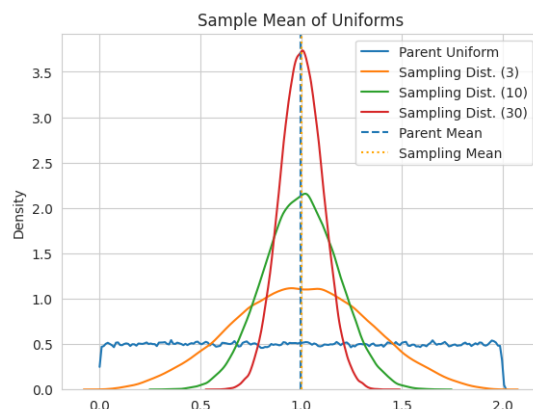 Sample Mean of Uniforms
Parent Uniform
Sampling Dist. (3)
Sampling Dist. (10)
Sampling Dist. (30)
Parent Mean
Sampling Mean
Density
3.5
3.0
2.5
2.0
1.5
1.0
0.5
0.0
0.0 0.5 1.0 1.5 2.0